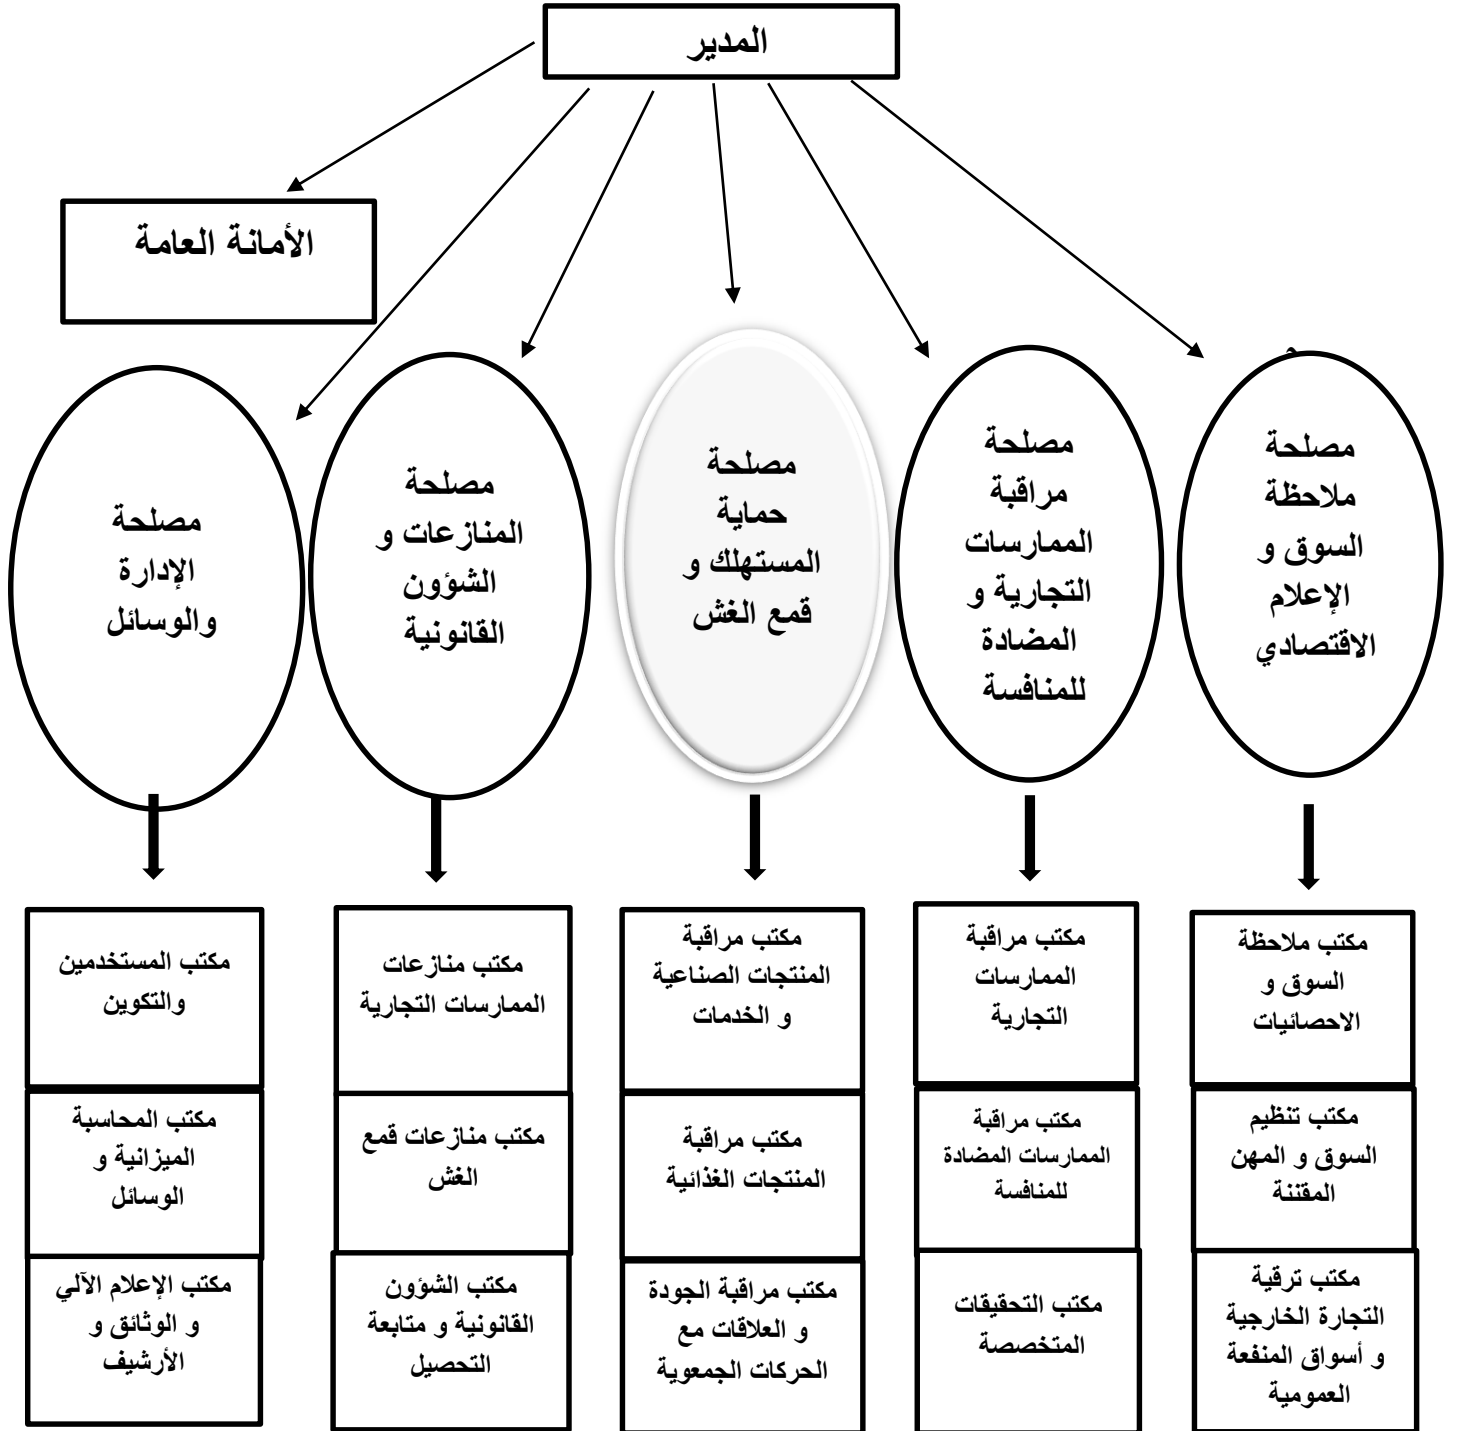 المدير
الأمانة العامة
مصلحة
ملاحظة
السوق و
الإعلام
الاقتصادي
مصلحة
مراقبة
الممارسات
التجارية و
المضادة
للمنافسة
مصلحة
حماية
المستهلك و
قمع الغش
مصلحة
المنازعات و
الشؤون
القانونية
مصلحة
الإدارة
والوسائل
مكتب ملاحظة
السوق و
الاحصائيات
مكتب تنظيم
السوق و المهن
المقتنة
مكتب ترقية
التجارة الخارجية
و أسواق المنفعة
العمومية
مكتب مراقبة
الممارسات
التجارية
مكتب مراقبة
الممارسات المضادة
للمنافسة
مكتب التحقيقات
المتخصصة
مكتب مراقبة
المنتجات الصناعية
و الخدمات
مكتب مراقبة
المنتجات الغذائية
مكتب مراقبة الجودة
و العلاقات مع
الحركات الجمعوية
مكتب منازعات
الممارسات التجارية
مكتب منازعات قمع
الغش
مكتب الشؤون
القانونية و متابعة
التحصيل
مكتب المستخدمين
والتكوين
مكتب المحاسبة
الميزانية و
الوسائل
مكتب الإعلام الآلي
و الوثائق و
الأرشيف